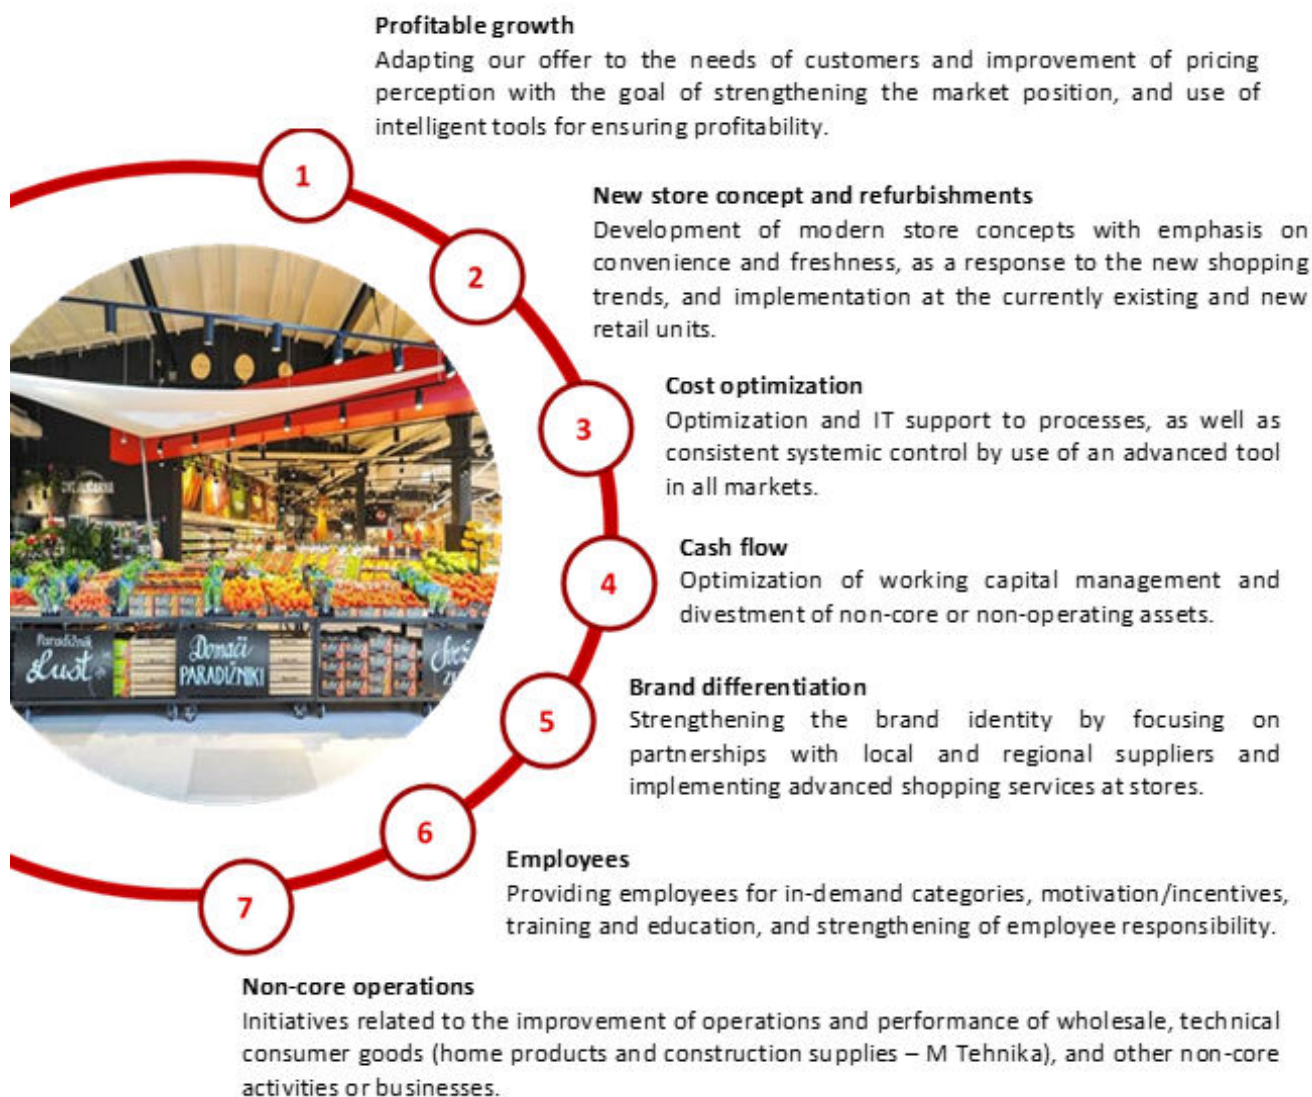 Profitable growth
Adapting our offer to the needs of customers and improvement of pricing
perception with the goal of strengthening the market position, and use of
intelligent tools for ensuring profitability.
1
New store concept and refurbishments
Development of modern store concepts with emphasis on
convenience and freshness, as a response to the new shopping
trends, and implementation at the currently existing and new
retail units.
2
Cost optimization
Optimization and IT support to processes, as well as
consistent systemic control by use of an advanced tool
in all markets.
3
Cash flow
Optimization of working capital management and
divestment of non-core or non-operating assets.
4
Paradižnik
Lušt
Domači
PARADIŽNIKI
Brand differentiation
Strengthening the brand identity by focusing on
partnerships with local and regional suppliers and
implementing advanced shopping services at stores.
5
6
Employees
Providing employees for in-demand categories, motivation/incentives,
training and education, and strengthening of employee responsibility.
7
Non-core operations
Initiatives related to the improvement of operations and performance of wholesale, technical
consumer goods (home products and construction supplies – M Tehnika), and other non-core
activities or businesses.